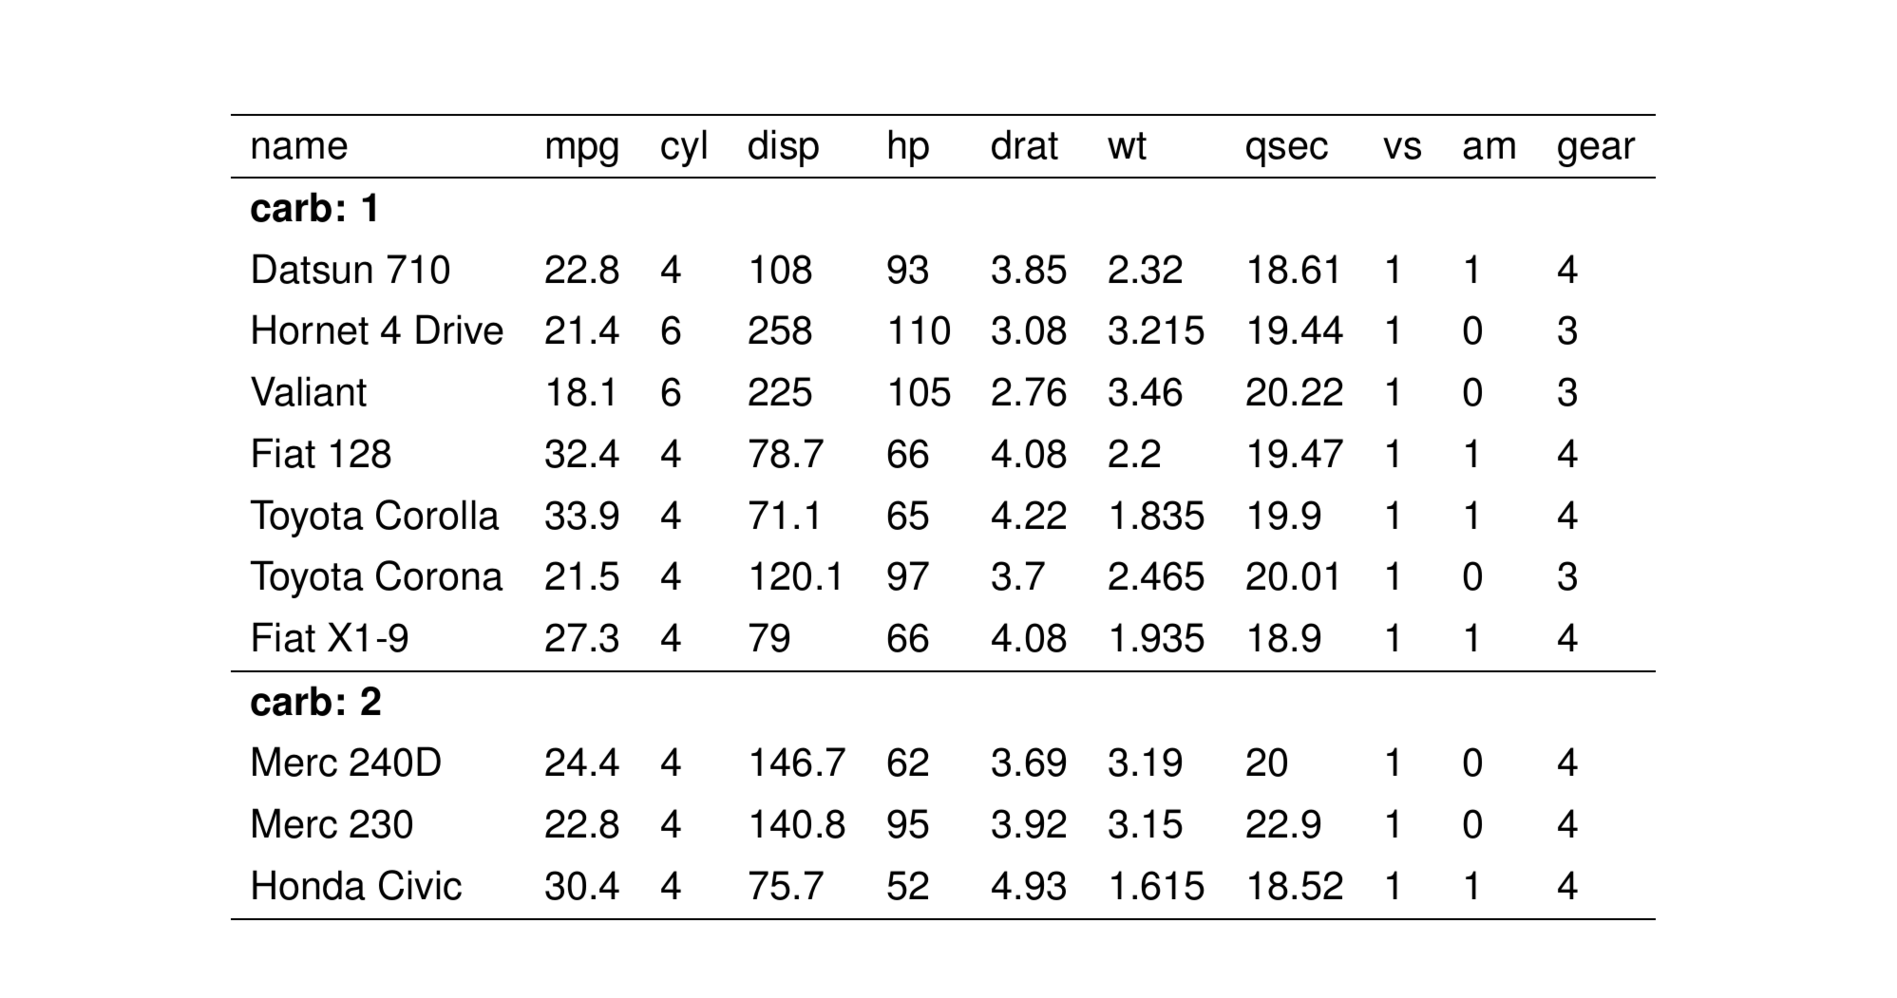 name mpg cyl disp hp drat wt qsec vs am gear
carb: 1
Datsun 710 22.8 4 108 93 3.85 2.32 18.61 1 1 4
Hornet 4 Drive 21.4 6 258 110 3.08 3.215 19.44 1 0 3
Valiant 18.1 6 225 105 2.76 3.46 20.22 1 0 3
Fiat 128 32.4 4 78.7 66 4.08 2.2 19.47 1 1 4
Toyota Corolla 33.9 4 71.1 65 4.22 1.835 19.9 1 1 4
Toyota Corona 21.5 4 120.1 97 3.7 2.465 20.01 1 0 3
Fiat X1-9 27.3 4 79 66 4.08 1.935 18.9 1 1 4
carb: 2
Merc 240D 24.4 4 146.7 62 3.69 3.19 20 1 0 4
Merc 230 22.8 4 140.8 95 3.92 3.15 22.9 1 0 4
Honda Civic 30.4 4 75.7 52 4.93 1.615 18.52 1 1 4